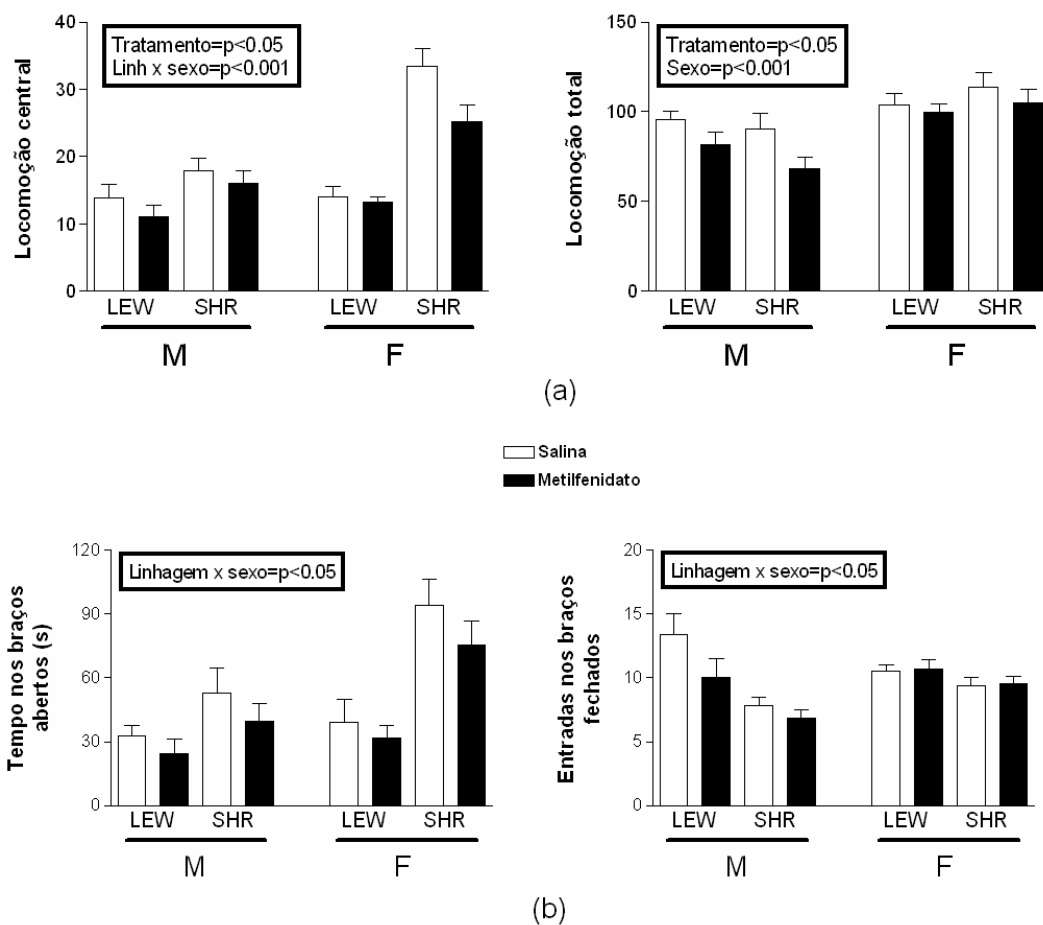 Locomoção central
40
30
20
10
0
Tratamento=p<0.05
Linh x sexo=p<0.001
LEW SHR LEW SHR
M F
Locomoção total
150
100
50
0
Tratamento=p<0.05
Sexo=p<0.001
LEW SHR LEW SHR
M F
(a)
Salina
Metilfenidato
Tempo nos braços
abertos (s)
120
90
60
30
0
Linhagem x sexo=p<0.05
LEW SHR LEW SHR
M F
Entradas nos braços
fechados
20
15
10
5
0
Linhagem x sexo=p<0.05
LEW SHR LEW SHR
M F
(b)